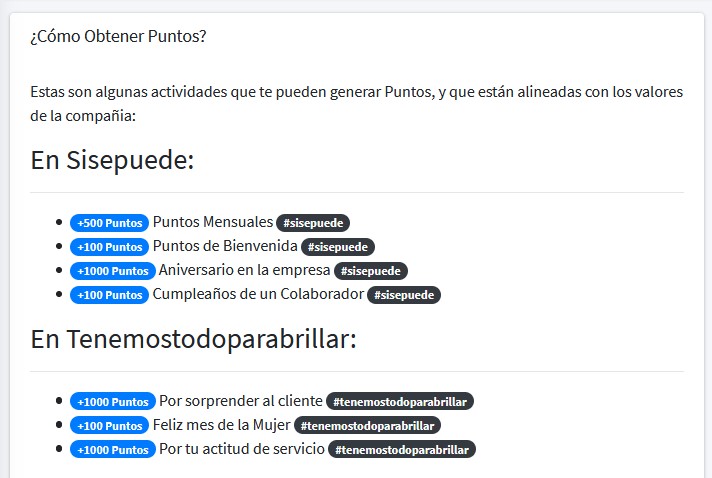 ¿Cómo Obtener Puntos?
Estas son algunas actividades que te pueden generar Puntos, y que están alineadas con los valores
de la compañia:
En Sisepuede:
+500 Puntos Puntos Mensuales #sisepuede
+100 Puntos Puntos de Bienvenida #sisepuede
+1000 Puntos Aniversario en la empresa #sisepuede
+100 Puntos Cumpleaños de un Colaborador #sisepuede
En Tenemostodoparabrillar:
+1000 Puntos Por sorprender al cliente #tenemostodoparabrillar
+100 Puntos Feliz mes de la Mujer #tenemostodoparabrillar
+1000 Puntos Por tu actitud de servicio #tenemostodoparabrillar